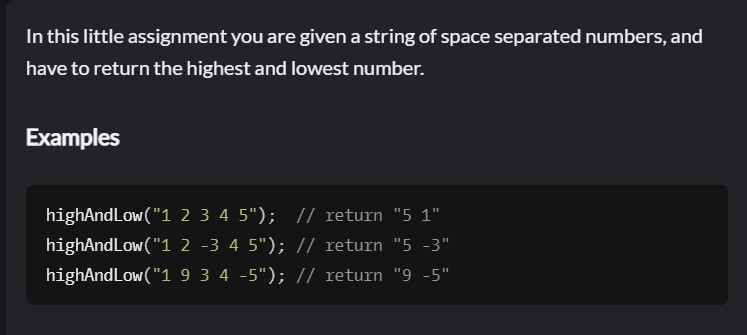 In this little assignment you are given a string of space separated numbers, and
have to return the highest and lowest number.
Examples
highAndLow("1 2 3 4 5");  // return "5 1"
highAndLow("1 2 -3 4 5"); // return "5 -3"
highAndLow("1 9 3 4 -5"); // return "9 -5"